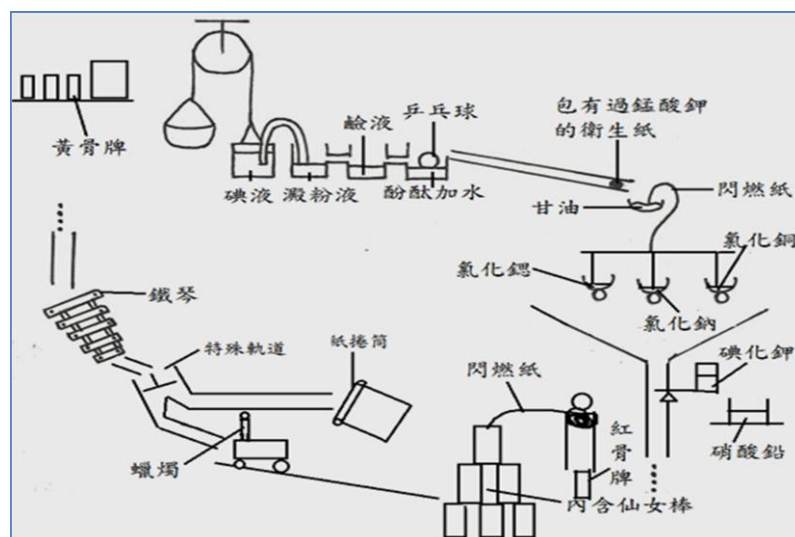 黃骨牌
碘液
澱粉液
鹼液
乒乓球
酚酞加水
包有過錳酸鉀
的衛生紙
甘油
閃燃紙
氯化鍶
氯化鈉
氯化銅
鐵琴
特殊軌道
紙捲筒
蠟燭
閃燃紙
紅骨牌
內含仙女棒
碘化鉀
硝酸鉛